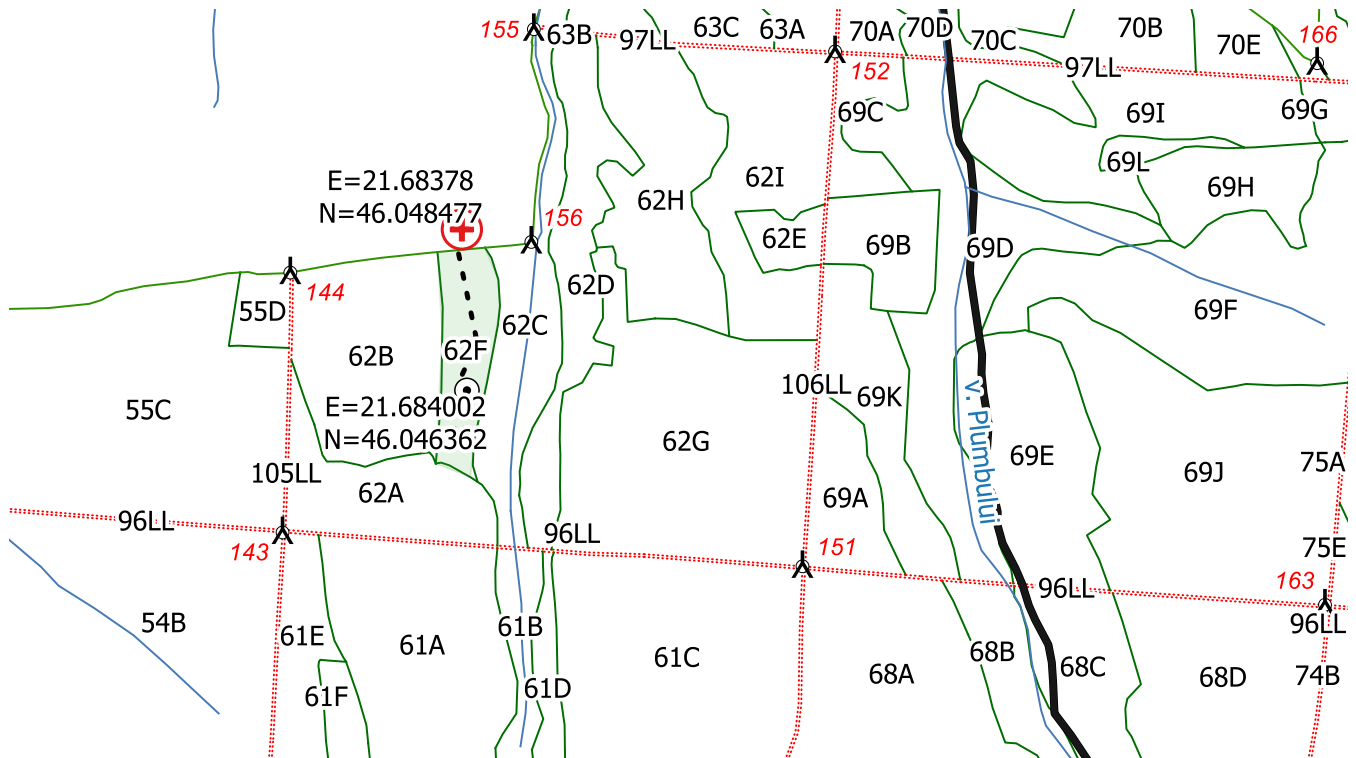 155
63B
97LL
63C
63A
70A
70D
70C
70B
70E
166
152
97LL
69C
69I
69G
69L
69H
E=21.68378
N=46.048477
156
62H
62I
62E
69B
69D
62D
144
55D
62C
69F
62B
62F
55C
E=21.684002
N=46.046362
106LL
69K
v. Plumbului
62G
69E
69J
75A
105LL
62A
69A
96LL
143
96LL
151
75E
163
96LL
96LL
54B
61E
61A
61B
61C
68B
68C
68A
68D
74B
61F
61D